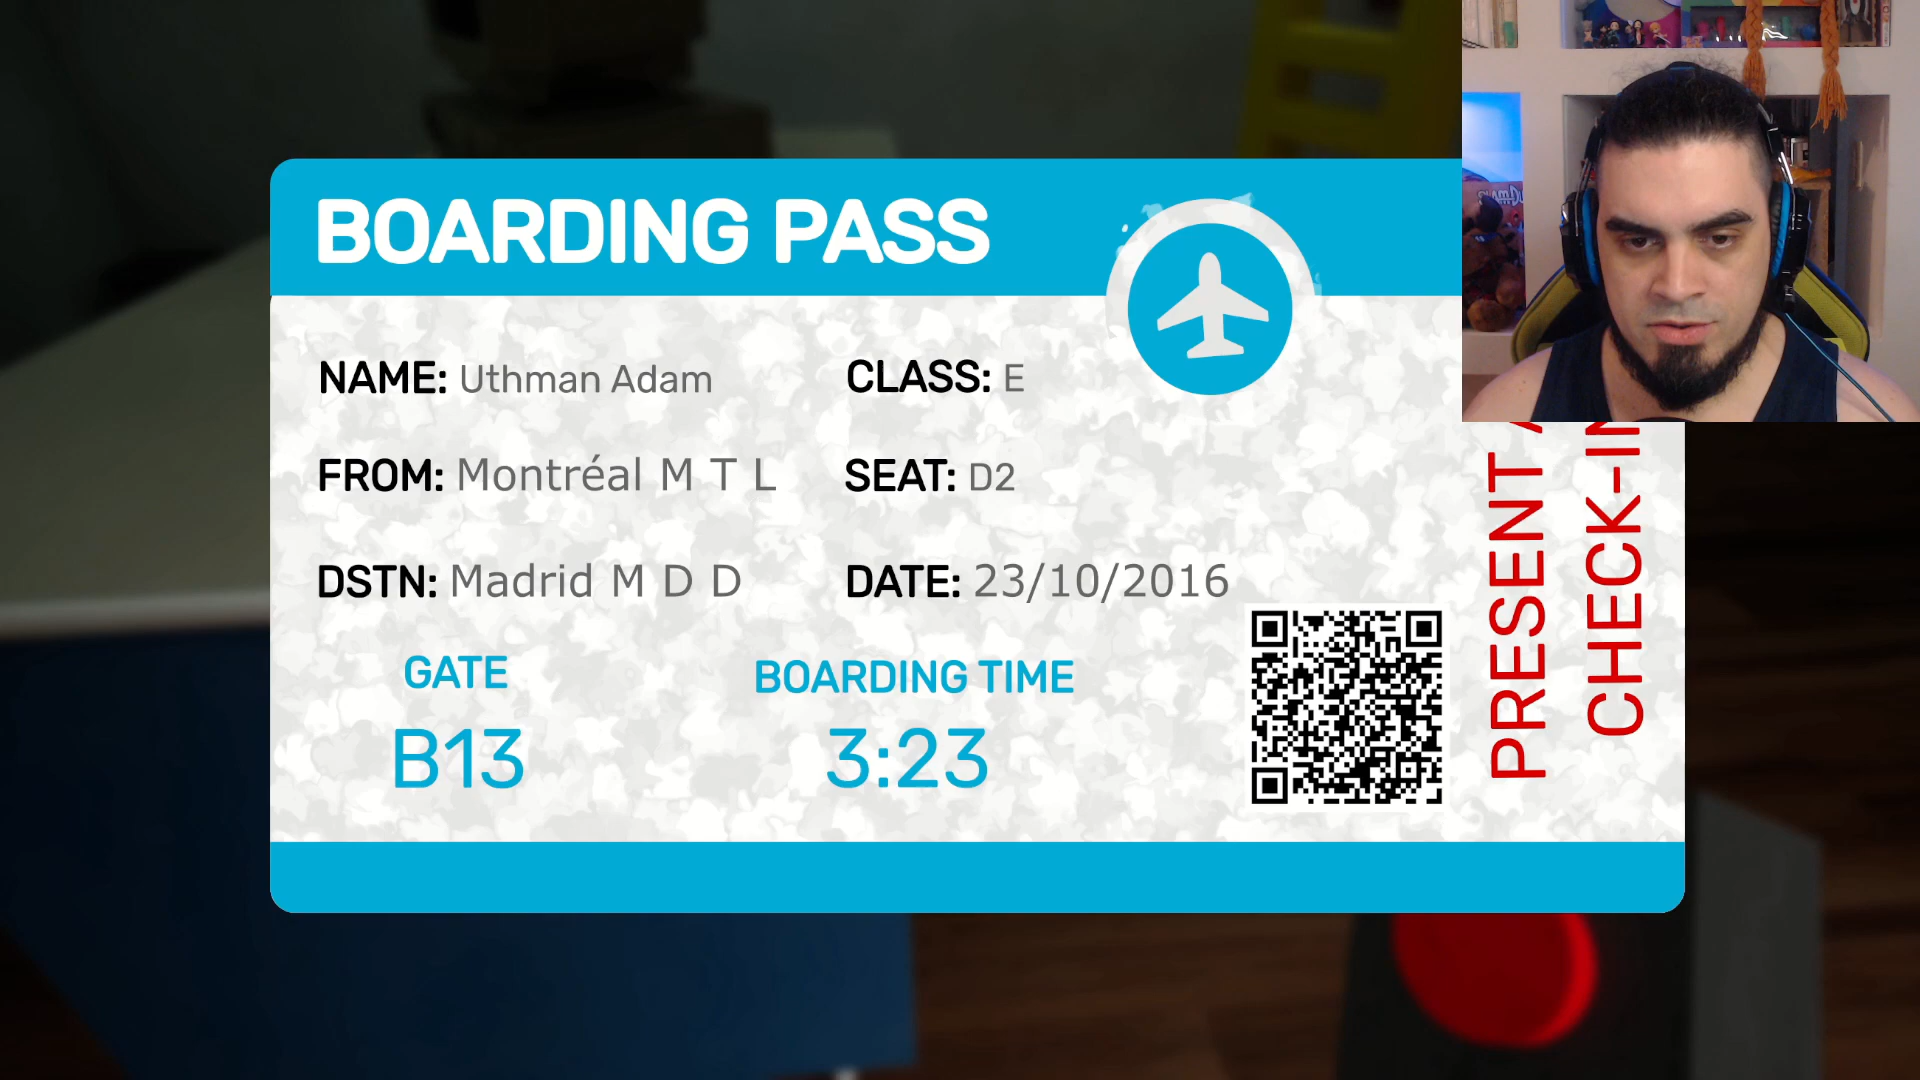 BOARDING PASS
NAME: Uthman Adam
CLASS: E
FROM: Montréal M T L
SEAT: D2
DSTN: Madrid M D D
DATE: 23/10/2016
GATE
B13
BOARDING TIME
3:23
PRESENT
CHECK-IN